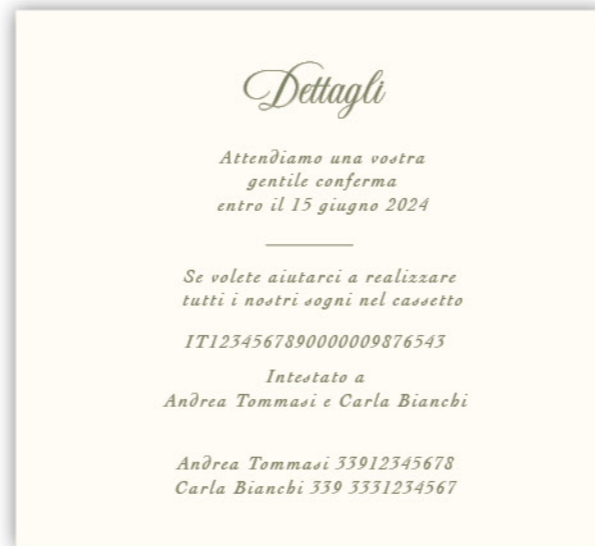 Dettagli
Attendiamo una vostra
gentile conferma
entro il 15 giugno 2024
Se volete aiutarci a realizzare
tutti i nostri sogni nel cassetto
IT1234567890000009876543
Intestato a
Andrea Tommasi e Carla Bianchi
Andrea Tommasi 33912345678
Carla Bianchi 339 3331234567